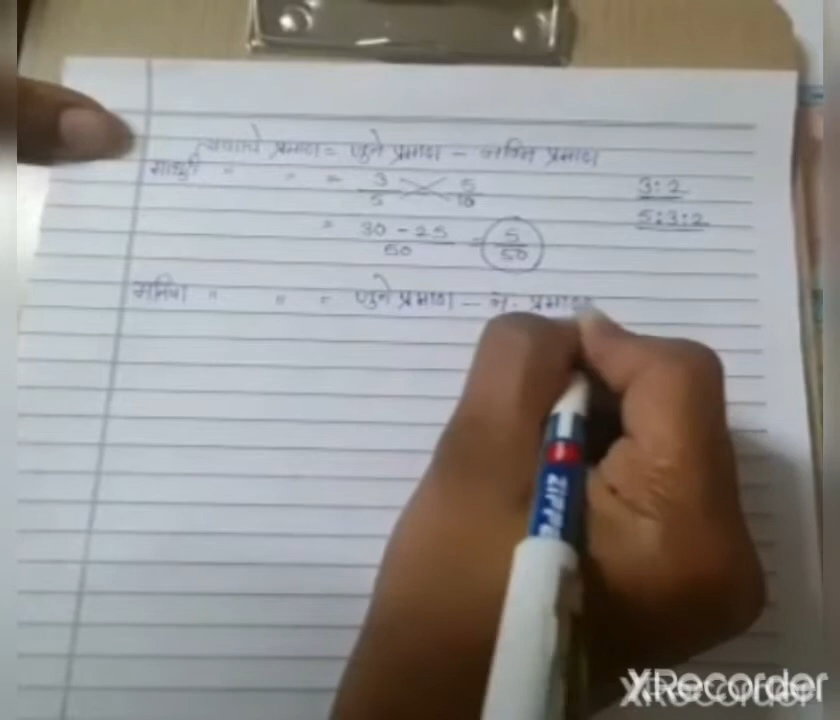 त्यागाचे प्रमाण = जुने प्रमाण - नविन प्रमाण
माधुरी " " = 3/5 5/10
3:2
5:3:2
= 30 - 25/50 = 5/50
" " = जुने प्रमाण - न. प्रमाण
ZIPPE
XRecorder